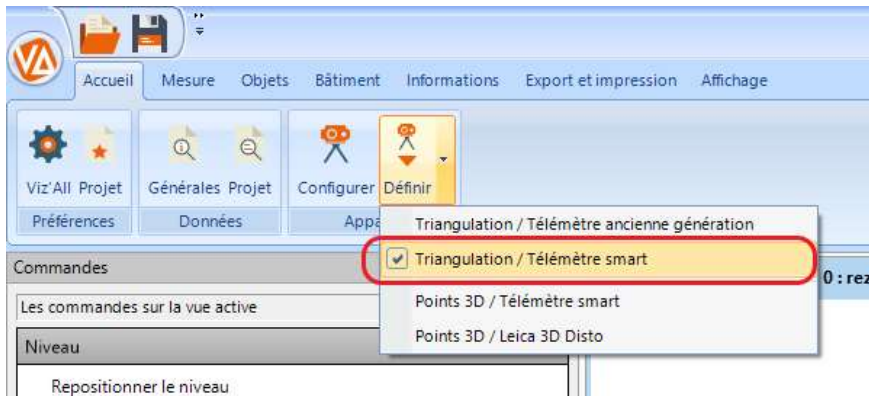 VA
Accueil Mesure Objets Bâtiment Informations Export et impression Affichage
Viz'All Projet Générales Projet Configurer Définir
Préférences Données Appa
Triangulation / Télémètre ancienne génération
Triangulation / Télémètre smart
Points 3D / Télémètre smart
Points 3D / Leica 3D Disto
Commandes
0 : rez
Les commandes sur la vue active
Niveau
Repositionner le niveau